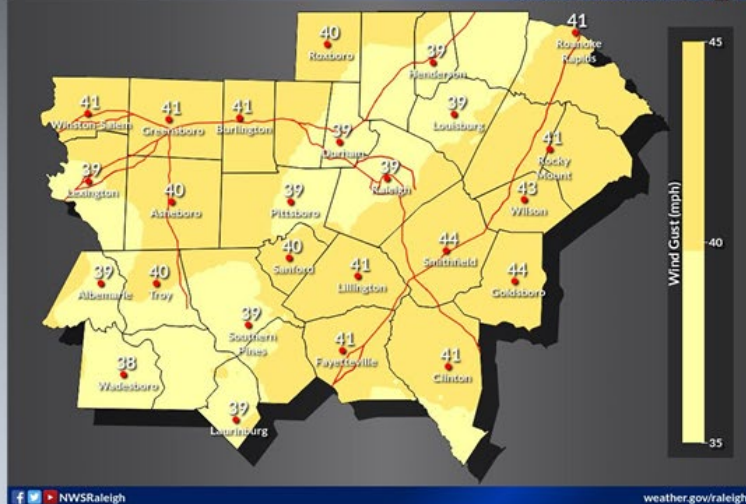 41
Roanoke
Rapids
40
Roxboro
39
Henderson
41
Winston-Salem
41
Greensboro
41
Burlington
39
Louisburg
39
Durham
41
Rocky
Mount
39
Lexington
40
Asheboro
39
Pittsboro
39
Raleigh
43
Wilson
40
Sanford
44
Smithfield
39
Albemarle
40
Troy
41
Lillington
44
Goldsboro
39
Southern
Pines
38
Wadesboro
41
Fayetteville
41
Clinton
39
Laurinburg
45
40
35
Wind Gust (mph)
NWSRaleigh
weather.gov/raleigh